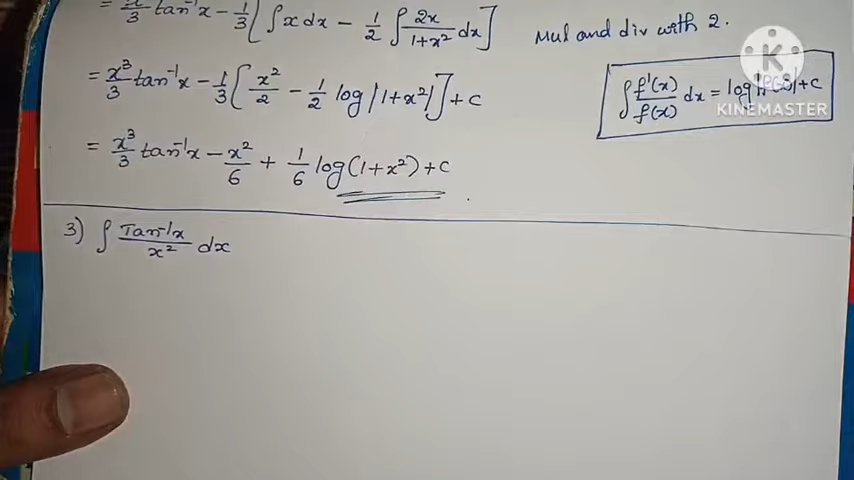 = x³/3 tan⁻¹x - 1/3 [∫x dx - 1/2 ∫ 2x/(1+x²) dx]
Mul and div with 2.
= x³/3 tan⁻¹x - 1/3 [x²/2 - 1/2 log|1+x²|] + c
∫ f'(x)/f(x) dx = log|f(x)| + c
KINEMASTER
= x³/3 tan⁻¹x - x²/6 + 1/6 log(1+x²) + c
3) ∫ Tan⁻¹x/x² dx